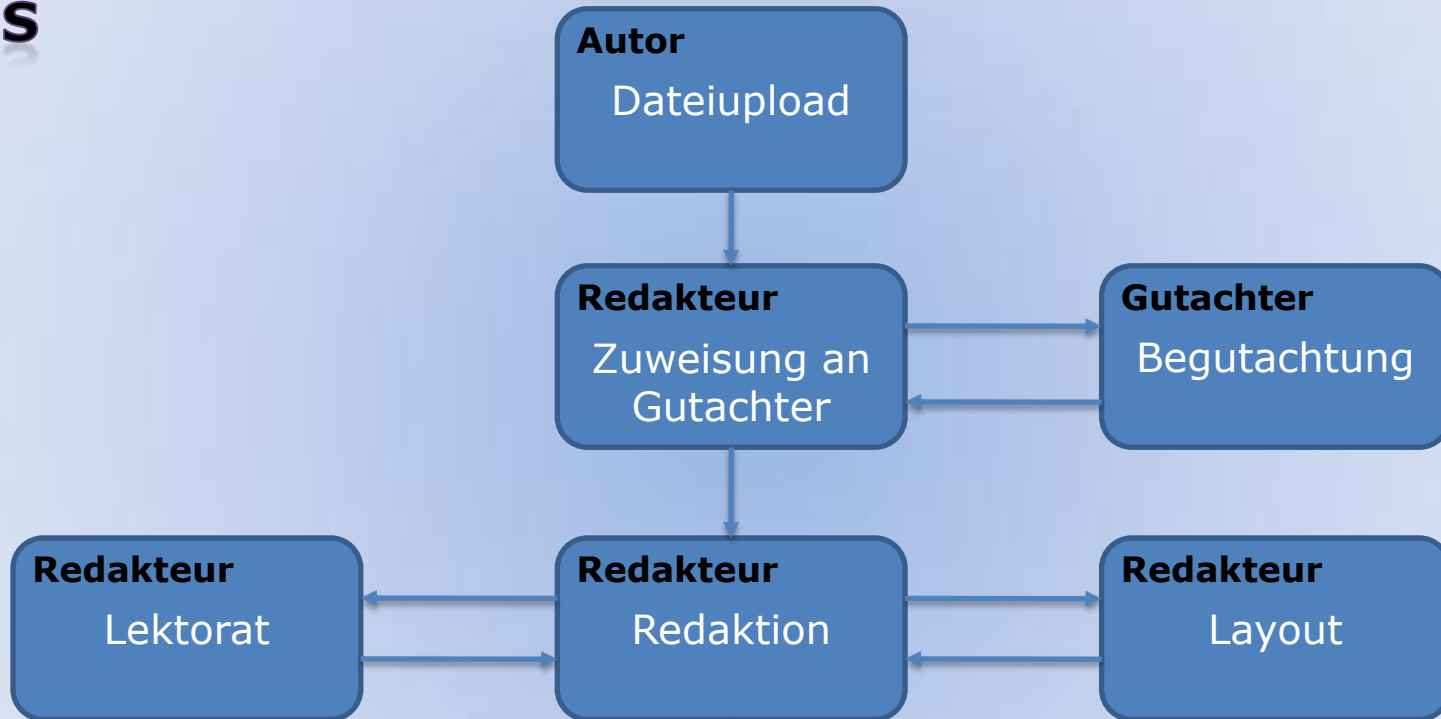 s
Autor
Dateiupload
Redakteur
Zuweisung an
Gutachter
Gutachter
Begutachtung
Redakteur
Lektorat
Redakteur
Redaktion
Redakteur
Layout